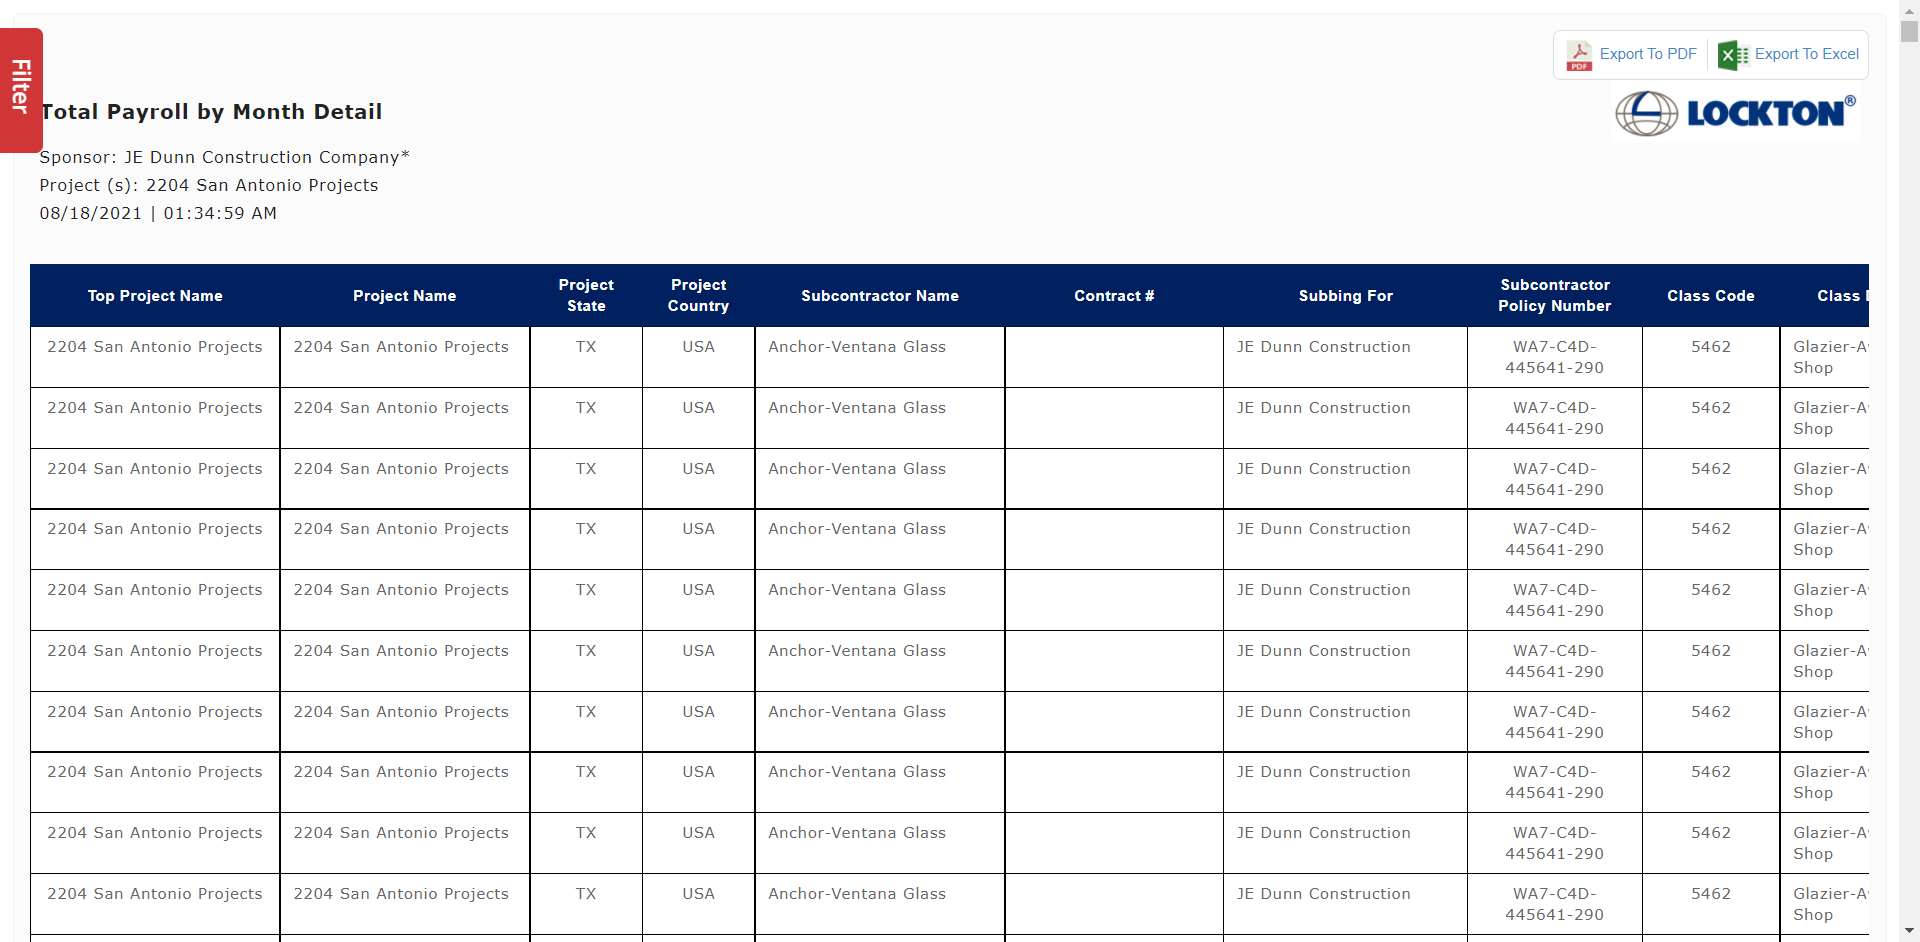 Filter
Export To PDF
Export To Excel
LOCKTON®
Total Payroll by Month Detail
Sponsor: JE Dunn Construction Company*
Project (s): 2204 San Antonio Projects
08/18/2021 | 01:34:59 AM
Top Project Name Project Name Project State Project Country Subcontractor Name Contract # Subbing For Subcontractor Policy Number Class Code Class
2204 San Antonio Projects 2204 San Antonio Projects TX USA Anchor-Ventana Glass JE Dunn Construction WA7-C4D-445641-290 5462 Glazier-A Shop
2204 San Antonio Projects 2204 San Antonio Projects TX USA Anchor-Ventana Glass JE Dunn Construction WA7-C4D-445641-290 5462 Glazier-A Shop
2204 San Antonio Projects 2204 San Antonio Projects TX USA Anchor-Ventana Glass JE Dunn Construction WA7-C4D-445641-290 5462 Glazier-A Shop
2204 San Antonio Projects 2204 San Antonio Projects TX USA Anchor-Ventana Glass JE Dunn Construction WA7-C4D-445641-290 5462 Glazier-A Shop
2204 San Antonio Projects 2204 San Antonio Projects TX USA Anchor-Ventana Glass JE Dunn Construction WA7-C4D-445641-290 5462 Glazier-A Shop
2204 San Antonio Projects 2204 San Antonio Projects TX USA Anchor-Ventana Glass JE Dunn Construction WA7-C4D-445641-290 5462 Glazier-A Shop
2204 San Antonio Projects 2204 San Antonio Projects TX USA Anchor-Ventana Glass JE Dunn Construction WA7-C4D-445641-290 5462 Glazier-A Shop
2204 San Antonio Projects 2204 San Antonio Projects TX USA Anchor-Ventana Glass JE Dunn Construction WA7-C4D-445641-290 5462 Glazier-A Shop
2204 San Antonio Projects 2204 San Antonio Projects TX USA Anchor-Ventana Glass JE Dunn Construction WA7-C4D-445641-290 5462 Glazier-A Shop
2204 San Antonio Projects 2204 San Antonio Projects TX USA Anchor-Ventana Glass JE Dunn Construction WA7-C4D-445641-290 5462 Glazier-A Shop